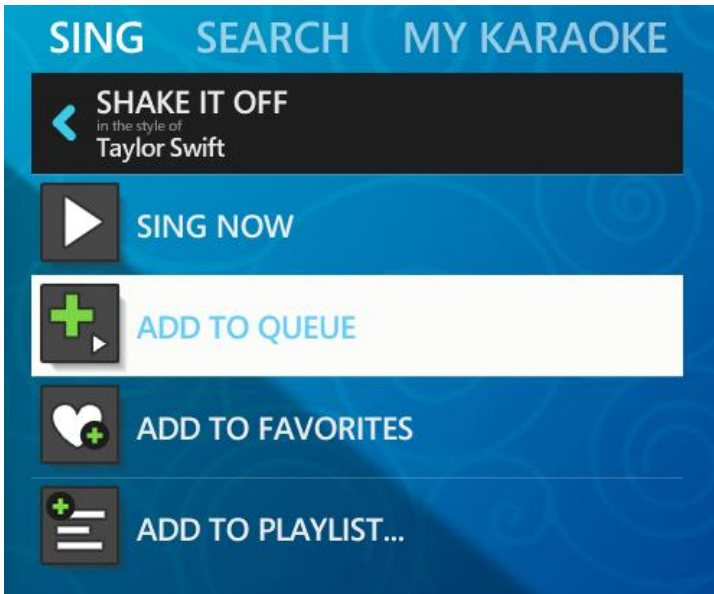 SING SEARCH MY KARAOKE
SHAKE IT OFF
in the style of
Taylor Swift
SING NOW
ADD TO QUEUE
ADD TO FAVORITES
ADD TO PLAYLIST...